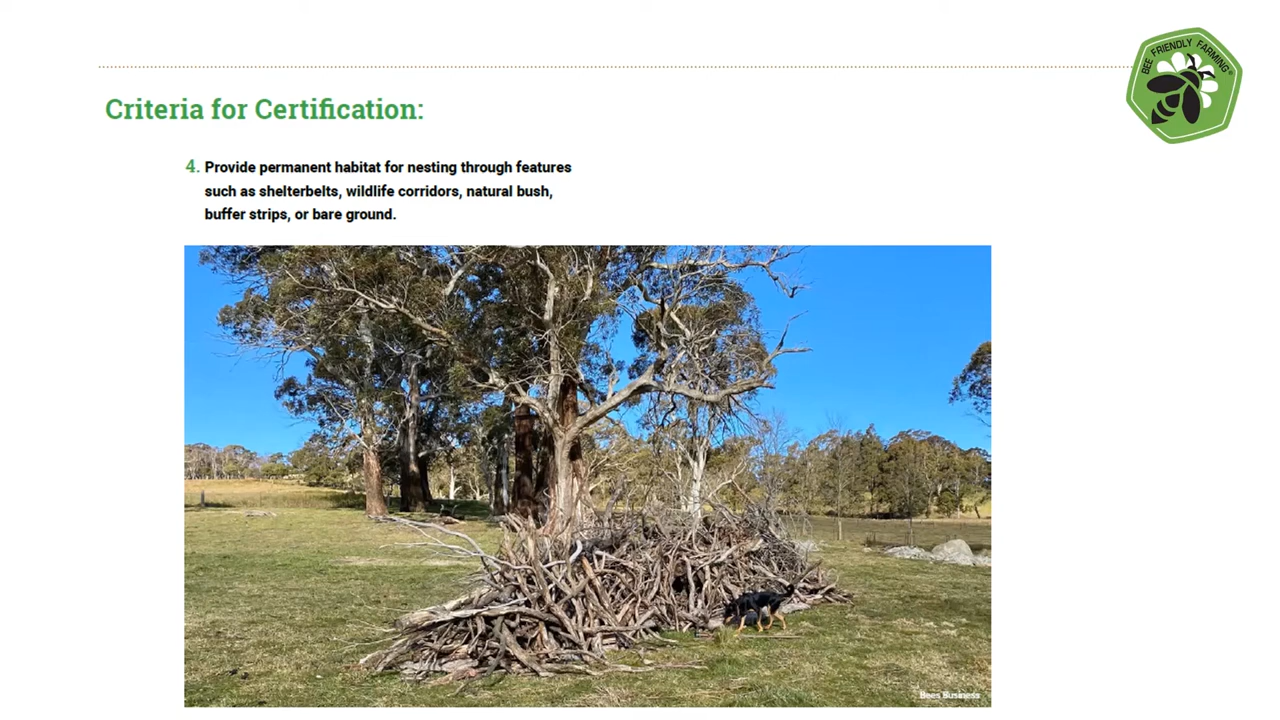 BEE FRIENDLY FARMING®
Criteria for Certification:
4. Provide permanent habitat for nesting through features
such as shelterbelts, wildlife corridors, natural bush,
buffer strips, or bare ground.
Bees Business